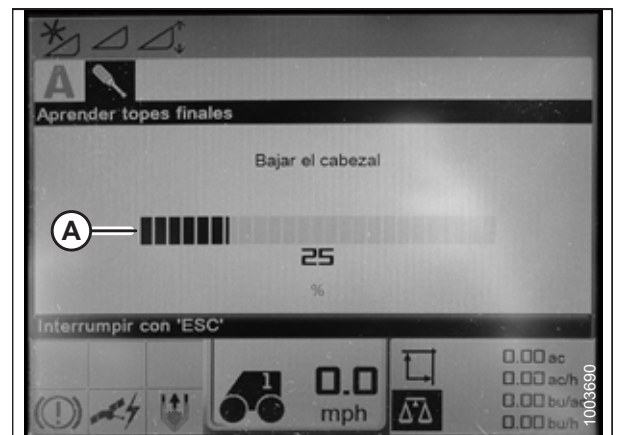 A
Aprender topes finales
Bajar el cabezal
A
25
%
Interrumpir con 'ESC'
1
0.0
mph
0.00 ac
0.00 ac/h
0.00 bu/ac
0.00 bu/h
1003690